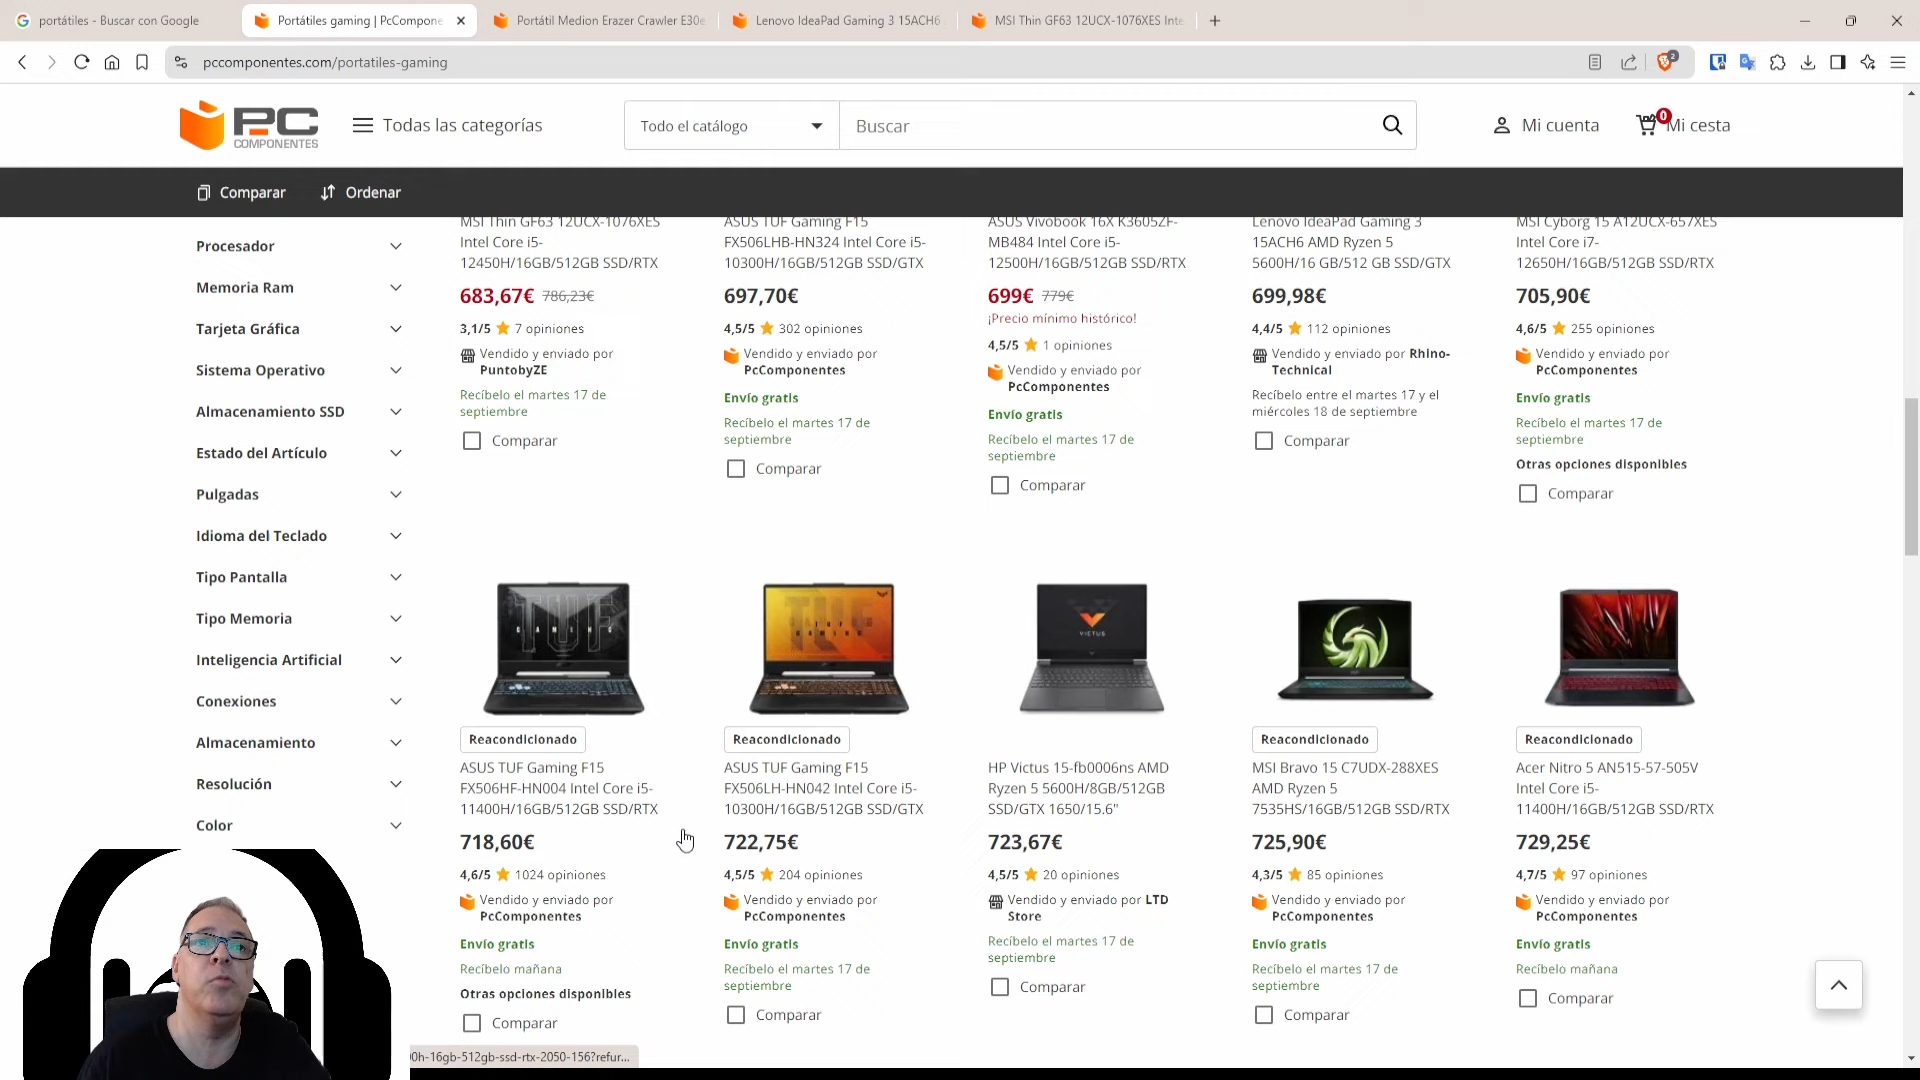 portátiles - Buscar con Google
Portátiles gaming | PcCompone
Portátil Medion Erazer Crawler E30e
Lenovo IdeaPad Gaming 3 15ACH6
MSI Thin GF63 12UCX-1076XES Inte
pccomponentes.com/portatiles-gaming
2
PC
COMPONENTES
Todas las categorías
Todo el catálogo
Buscar
Mi cuenta
0
Mi cesta
Comparar
Ordenar
Procesador
Memoria Ram
Tarjeta Gráfica
Sistema Operativo
Almacenamiento SSD
Estado del Artículo
Pulgadas
Idioma del Teclado
Tipo Pantalla
Tipo Memoria
Inteligencia Artificial
Conexiones
Almacenamiento
Resolución
Color
MSI Thin GF63 12UCX-1076XES
Intel Core i5-
12450H/16GB/512GB SSD/RTX
683,67€ 786,23€
3,1/5 7 opiniones
Vendido y enviado por
PuntobyZE
Recíbelo el martes 17 de
septiembre
Comparar
ASUS TUF Gaming F15
FX506LHB-HN324 Intel Core i5-
10300H/16GB/512GB SSD/GTX
697,70€
4,5/5 302 opiniones
Vendido y enviado por
PcComponentes
Envío gratis
Recíbelo el martes 17 de
septiembre
Comparar
ASUS Vivobook 16X K3605ZF-
MB484 Intel Core i5-
12500H/16GB/512GB SSD/RTX
699€ 779€
¡Precio mínimo histórico!
4,5/5 1 opiniones
Vendido y enviado por
PcComponentes
Envío gratis
Recíbelo el martes 17 de
septiembre
Comparar
Lenovo IdeaPad Gaming 3
15ACH6 AMD Ryzen 5
5600H/16 GB/512 GB SSD/GTX
699,98€
4,4/5 112 opiniones
Vendido y enviado por Rhino-
Technical
Recíbelo entre el martes 17 y el
miércoles 18 de septiembre
Comparar
MSI Cyborg 15 A12UCX-657XES
Intel Core i7-
12650H/16GB/512GB SSD/RTX
705,90€
4,6/5 255 opiniones
Vendido y enviado por
PcComponentes
Envío gratis
Recíbelo el martes 17 de
septiembre
Otras opciones disponibles
Comparar
TUF
GAMING
Reacondicionado
ASUS TUF Gaming F15
FX506HF-HN004 Intel Core i5-
11400H/16GB/512GB SSD/RTX
718,60€
4,6/5 1024 opiniones
Vendido y enviado por
PcComponentes
Envío gratis
Recíbelo mañana
Otras opciones disponibles
Comparar
TUF
GAMING
Reacondicionado
ASUS TUF Gaming F15
FX506LH-HN042 Intel Core i5-
10300H/16GB/512GB SSD/GTX
722,75€
4,5/5 204 opiniones
Vendido y enviado por
PcComponentes
Envío gratis
Recíbelo el martes 17 de
septiembre
Comparar
VICTUS
HP Victus 15-fb0006ns AMD
Ryzen 5 5600H/8GB/512GB
SSD/GTX 1650/15.6"
723,67€
4,5/5 20 opiniones
Vendido y enviado por LTD
Store
Recíbelo el martes 17 de
septiembre
Comparar
Reacondicionado
MSI Bravo 15 C7UDX-288XES
AMD Ryzen 5
7535HS/16GB/512GB SSD/RTX
725,90€
4,3/5 85 opiniones
Vendido y enviado por
PcComponentes
Envío gratis
Recíbelo el martes 17 de
septiembre
Comparar
Reacondicionado
Acer Nitro 5 AN515-57-505V
Intel Core i5-
11400H/16GB/512GB SSD/RTX
729,25€
4,7/5 97 opiniones
Vendido y enviado por
PcComponentes
Envío gratis
Recíbelo mañana
Comparar
00h-16gb-512gb-ssd-rtx-2050-156?refur...